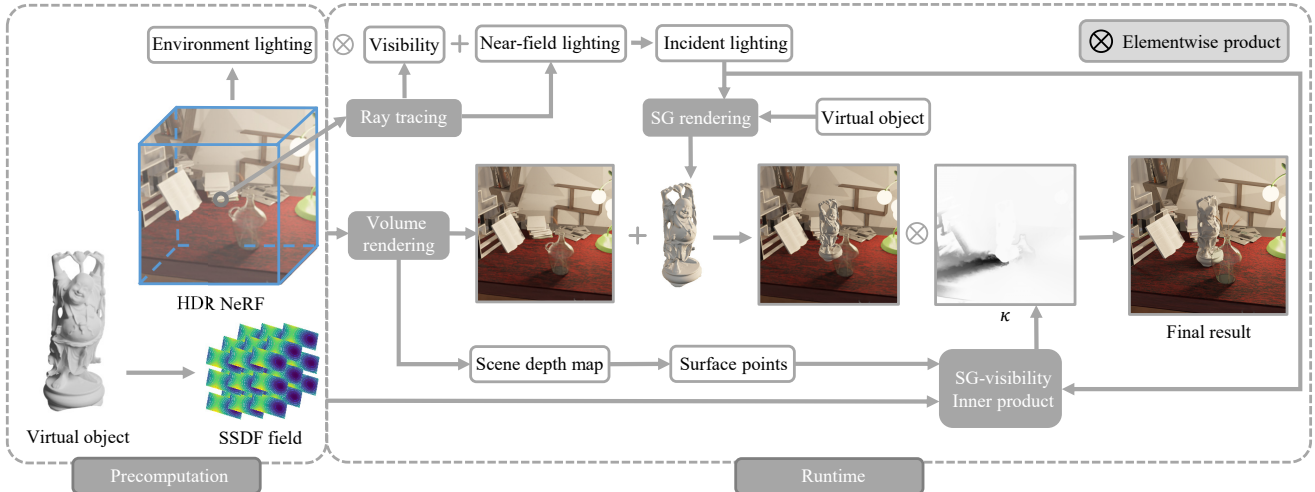 Environment lighting
⊗ Visibility + Near-field lighting
Incident lighting
⊗ Elementwise product
Ray tracing
SG rendering
Virtual object
Volume
rendering
+
⊗
HDR NeRF
κ
Final result
Scene depth map
Surface points
SG-visibility
Inner product
Virtual object
SSDF field
Precomputation
Runtime